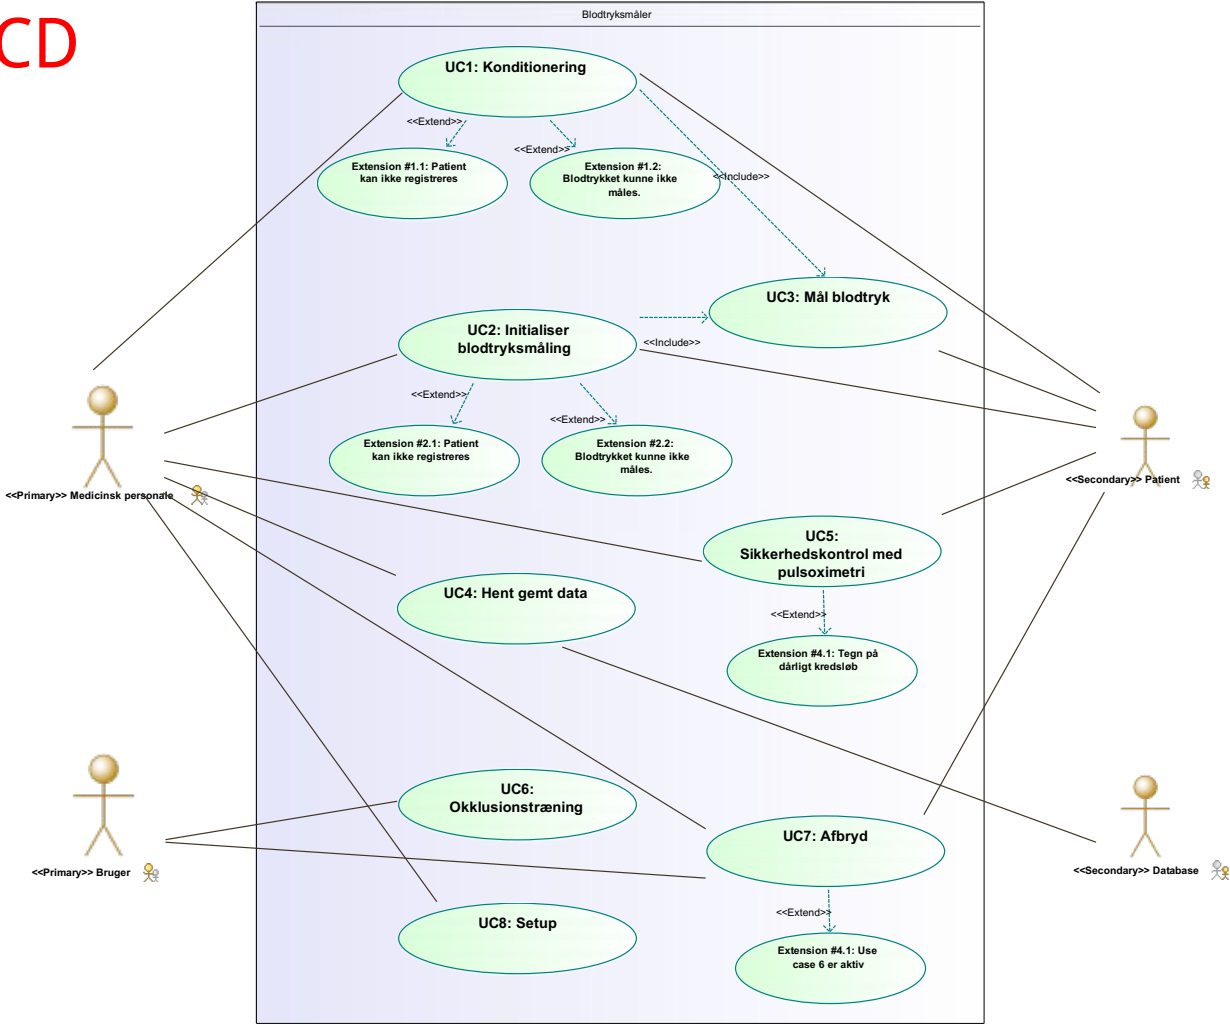 CD
Blodtryksmåler
UC1: Konditionering
<<Extend>>
<<Extend>>
Extension #1.1: Patient
kan ikke registreres
Extension #1.2:
Blodtrykket kunne ikke
måles.
<<Include>>
UC3: Mål blodtryk
UC2: Initialiser
blodtryksmåling
<<Include>>
<<Extend>>
<<Extend>>
Extension #2.1: Patient
kan ikke registreres
Extension #2.2:
Blodtrykket kunne ikke
måles.
<<Primary>> Medicinsk personale
<<Secondary>> Patient
UC5:
Sikkerhedskontrol med
pulsoximetri
UC4: Hent gemt data
<<Extend>>
Extension #4.1: Tegn på
dårligt kredsløb
UC6:
Okklusionstræning
UC7: Afbryd
<<Primary>> Bruger
<<Secondary>> Database
<<Extend>>
UC8: Setup
Extension #4.1: Use
case 6 er aktiv